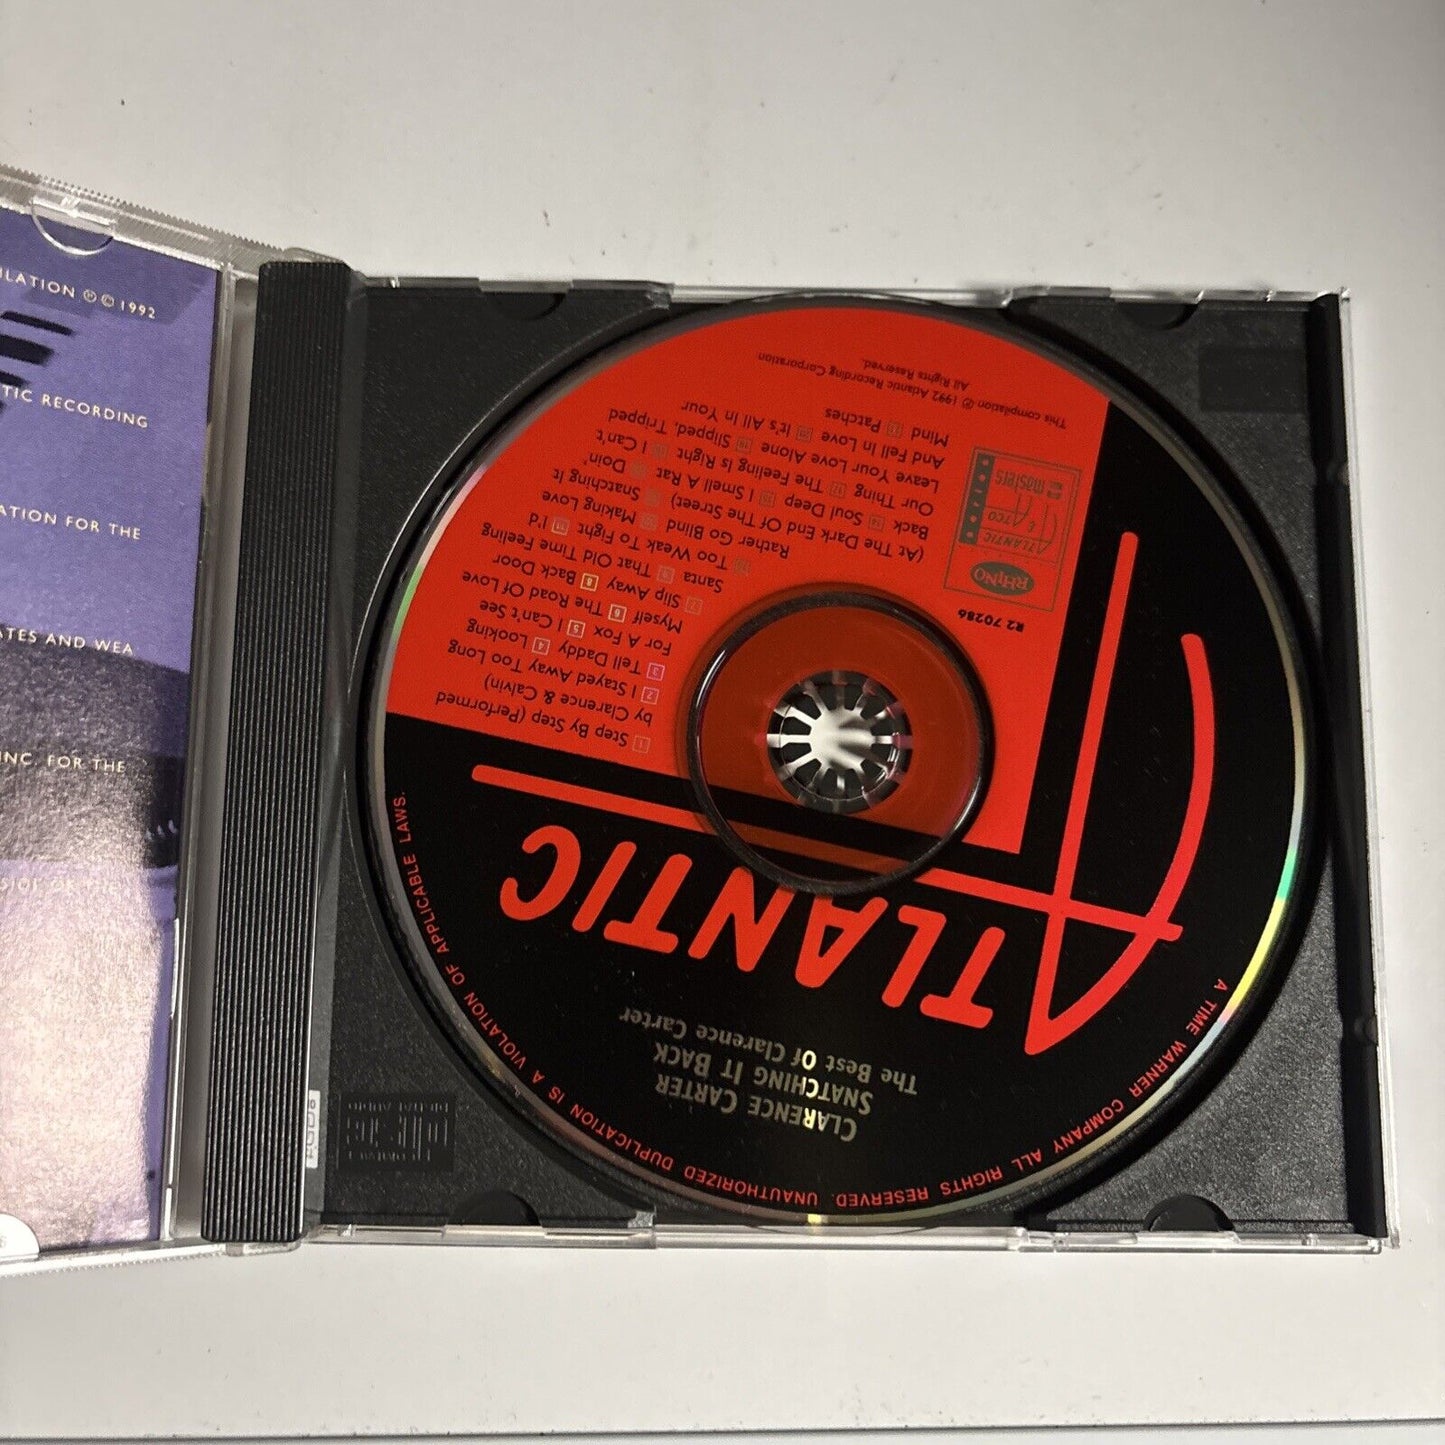 ILATION ℗ © 1992
TIC RECORDING
ATION FOR THE
ATES AND WEA
INC. FOR THE
CLARENCE CARTER
SNATCHING IT BACK
The Best Of Clarence Carter
ATLANTIC
1 Step By Step (Performed
by Clarence & Calvin)
2 I Stayed Away Too Long
3 Tell Daddy 4 Looking
For A Fox 5 I Can't See
Myself 6 The Road Of Love
7 Slip Away 8 Back Door
Santa 9 That Old Time Feeling
10 Too Weak To Fight 11 I'd
Rather Go Blind 12 Making Love
(At The Dark End Of The Street) 13 Snatching It
Back 14 Soul Deep 15 I Smell A Rat 16 Doin'
Our Thing 17 The Feeling Is Right 18 I Can't
Leave Your Love Alone 19 Slipped, Tripped
And Fell In Love 20 It's All In Your
Mind 21 Patches
R2 70286
RHINO
ATLANTIC
& ATCO
masters
This compilation ℗ 1992 Atlantic Recording Corporation
All Rights Reserved.
A TIME WARNER COMPANY. ALL RIGHTS RESERVED. UNAUTHORIZED DUPLICATION IS A VIOLATION OF APPLICABLE LAWS.
COMPACT
disc
DIGITAL AUDIO